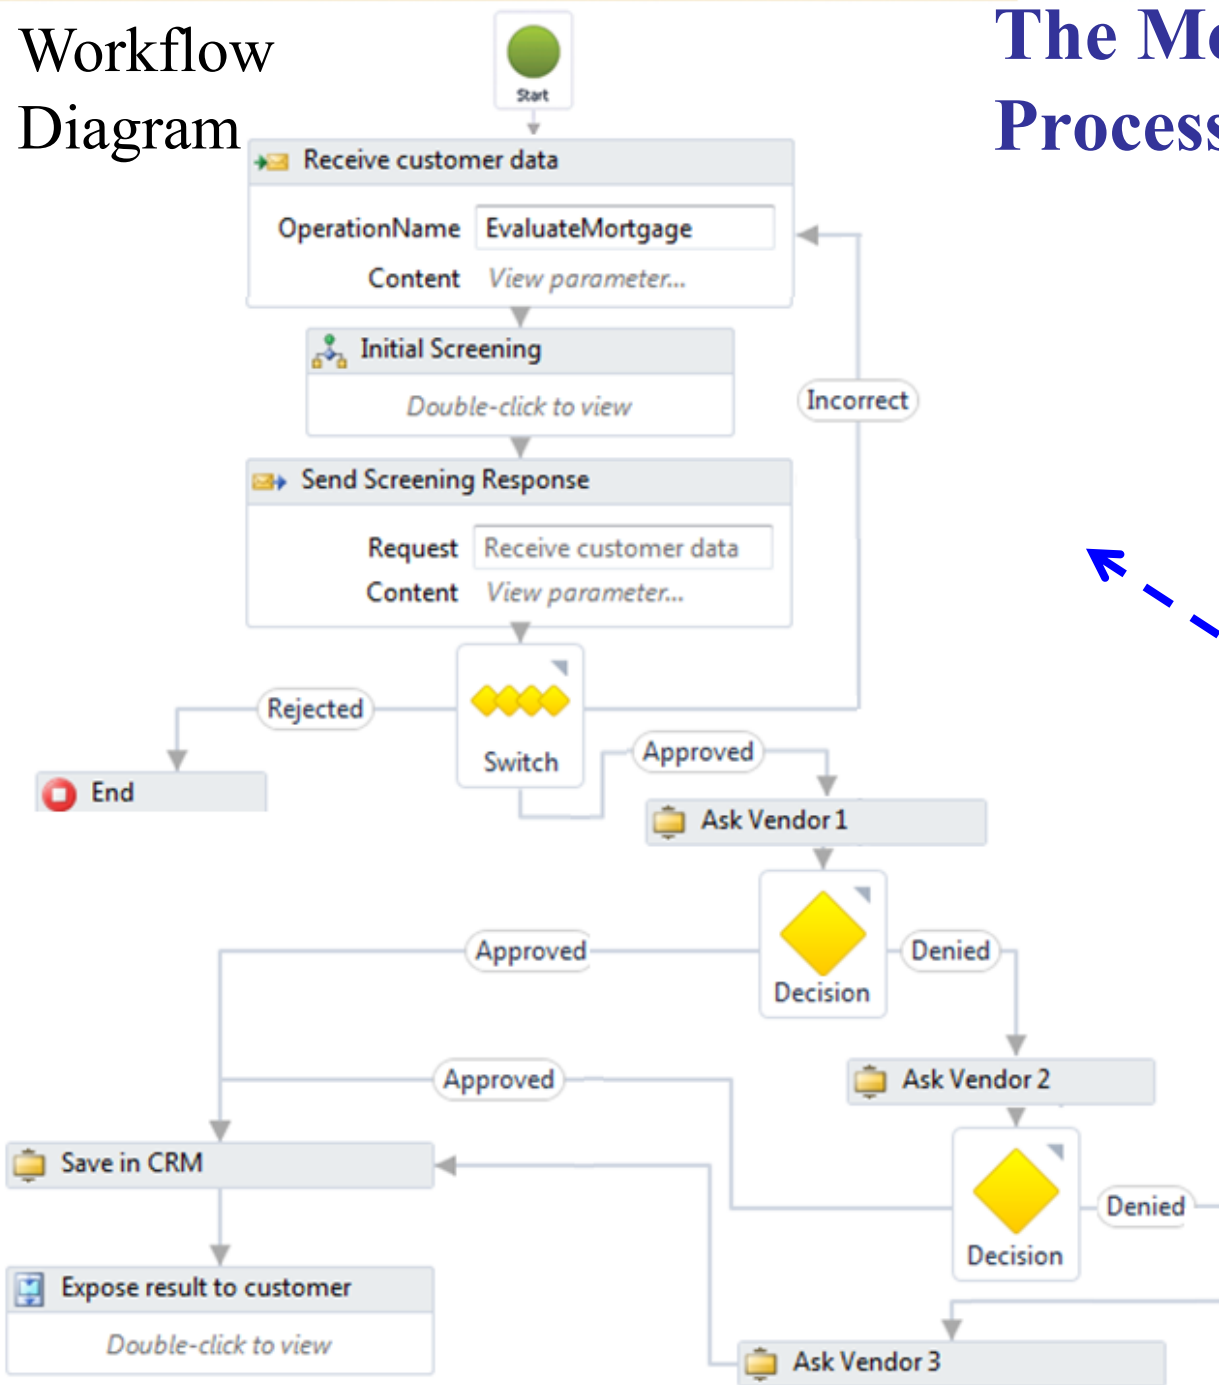 Workflow
Diagram
The Mo
Process
Start
Receive customer data
OperationName EvaluateMortgage
Content View parameter...
Initial Screening
Double-click to view
Incorrect
Send Screening Response
Request Receive customer data
Content View parameter...
Rejected
Switch
Approved
End
Ask Vendor 1
Approved
Denied
Decision
Approved
Ask Vendor 2
Save in CRM
Denied
Decision
Expose result to customer
Double-click to view
Ask Vendor 3